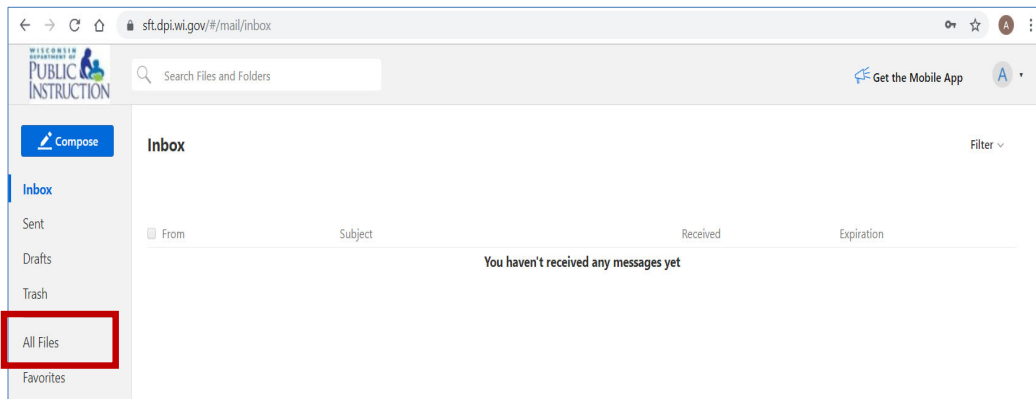 sft.dpi.wi.gov/#/mail/inbox
A
WISCONSIN
DEPARTMENT OF
PUBLIC
INSTRUCTION
Search Files and Folders
Get the Mobile App
A
Compose
Inbox
Filter
Inbox
Sent
From Subject Received Expiration
Drafts
You haven't received any messages yet
Trash
All Files
Favorites